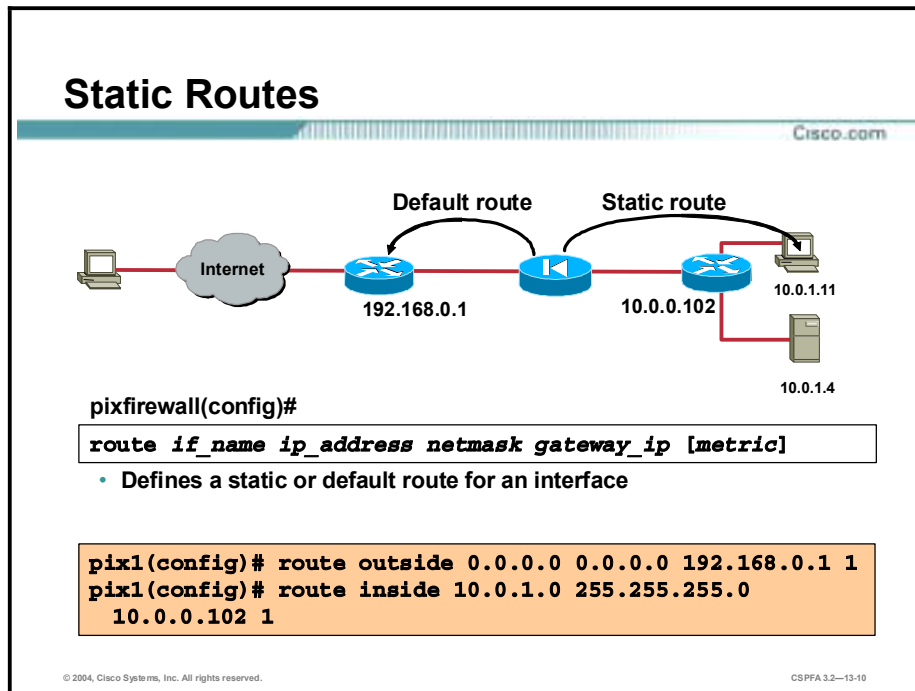 Static Routes
Cisco.com
Default route
Static route
Internet
192.168.0.1
10.0.0.102
10.0.1.11
10.0.1.4
pixfirewall(config)#
route if_name ip_address netmask gateway_ip [metric]
• Defines a static or default route for an interface
pix1(config)# route outside 0.0.0.0 0.0.0.0 192.168.0.1 1
pix1(config)# route inside 10.0.1.0 255.255.255.0
10.0.0.102 1
© 2004, Cisco Systems, Inc. All rights reserved.
CSPFA 3.2—13-10